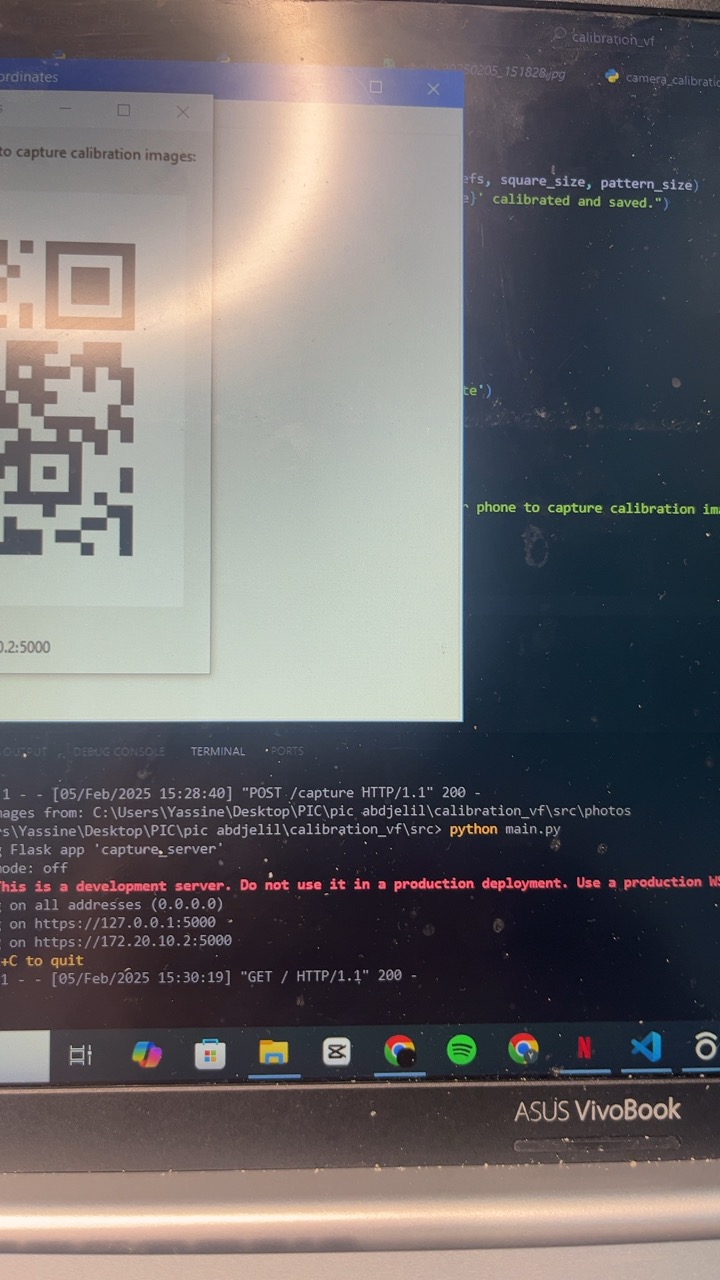 calibration_vf
ordinates
20250205_151828.jpg
camera_calibratio
to capture calibration images:
efs, square_size, pattern_size)
e}' calibrated and saved.")
te')
r phone to capture calibration ima
0.2:5000
OUTPUT DEBUG CONSOLE TERMINAL PORTS
1 - - [05/Feb/2025 15:28:40] "POST /capture HTTP/1.1" 200 -
mages from: C:\Users\Yassine\Desktop\PIC\pic abdjelil\calibration_vf\src\photos
rs\Yassine\Desktop\PIC\pic abdjelil\calibration_vf\src> python main.py
g Flask app 'capture_server'
mode: off
This is a development server. Do not use it in a production deployment. Use a production WS
g on all addresses (0.0.0.0)
g on https://127.0.0.1:5000
g on https://172.20.10.2:5000
+C to quit
1 - - [05/Feb/2025 15:30:19] "GET / HTTP/1.1" 200 -
ASUS VivoBook